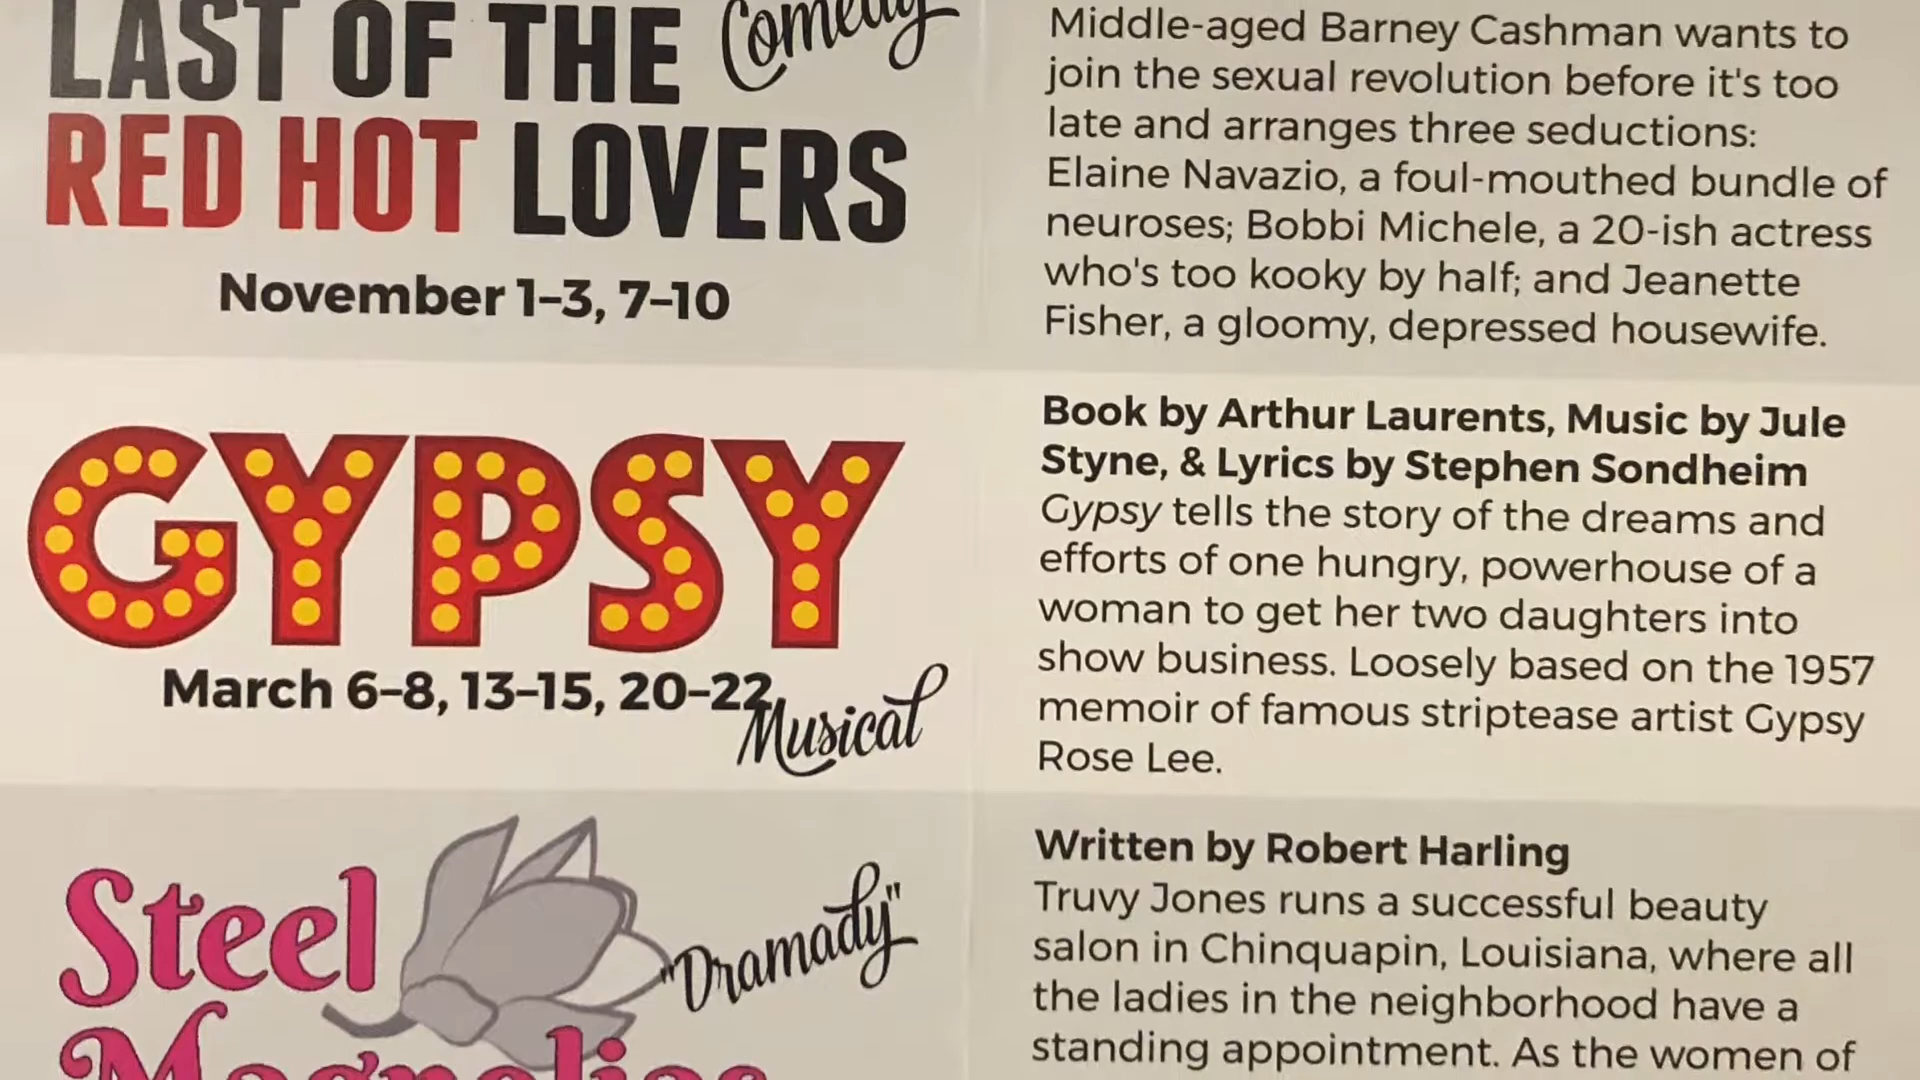 LAST OF THE
Comedy
RED HOT LOVERS
November 1–3, 7–10
Middle-aged Barney Cashman wants to
join the sexual revolution before it's too
late and arranges three seductions:
Elaine Navazio, a foul-mouthed bundle of
neuroses; Bobbi Michele, a 20-ish actress
who's too kooky by half; and Jeanette
Fisher, a gloomy, depressed housewife.
GYPSY
March 6–8, 13–15, 20–22
Musical
Book by Arthur Laurents, Music by Jule
Styne, & Lyrics by Stephen Sondheim
Gypsy tells the story of the dreams and
efforts of one hungry, powerhouse of a
woman to get her two daughters into
show business. Loosely based on the 1957
memoir of famous striptease artist Gypsy
Rose Lee.
Steel
"Dramady"
Magnolias
Written by Robert Harling
Truvy Jones runs a successful beauty
salon in Chinquapin, Louisiana, where all
the ladies in the neighborhood have a
standing appointment. As the women of